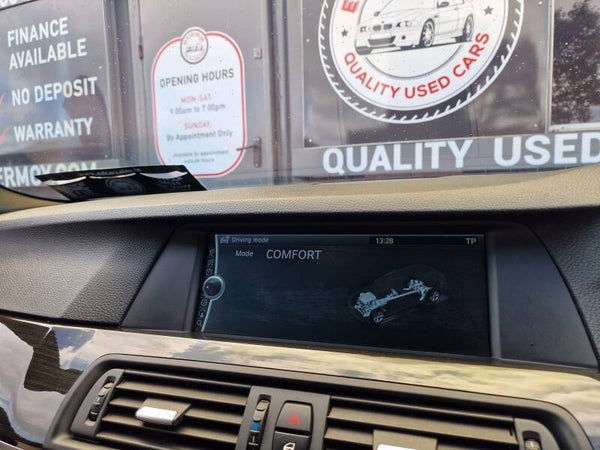 FINANCE
AVAILABLE
NO DEPOSIT
WARRANTY
OPENING HOURS
MON-SAT.
9.00am to 7.00pm
SUNDAY.
By Appointment Only
QUALITY USED CARS
QUALITY USED
Driving mode
13:28
TP
Mode COMFORT